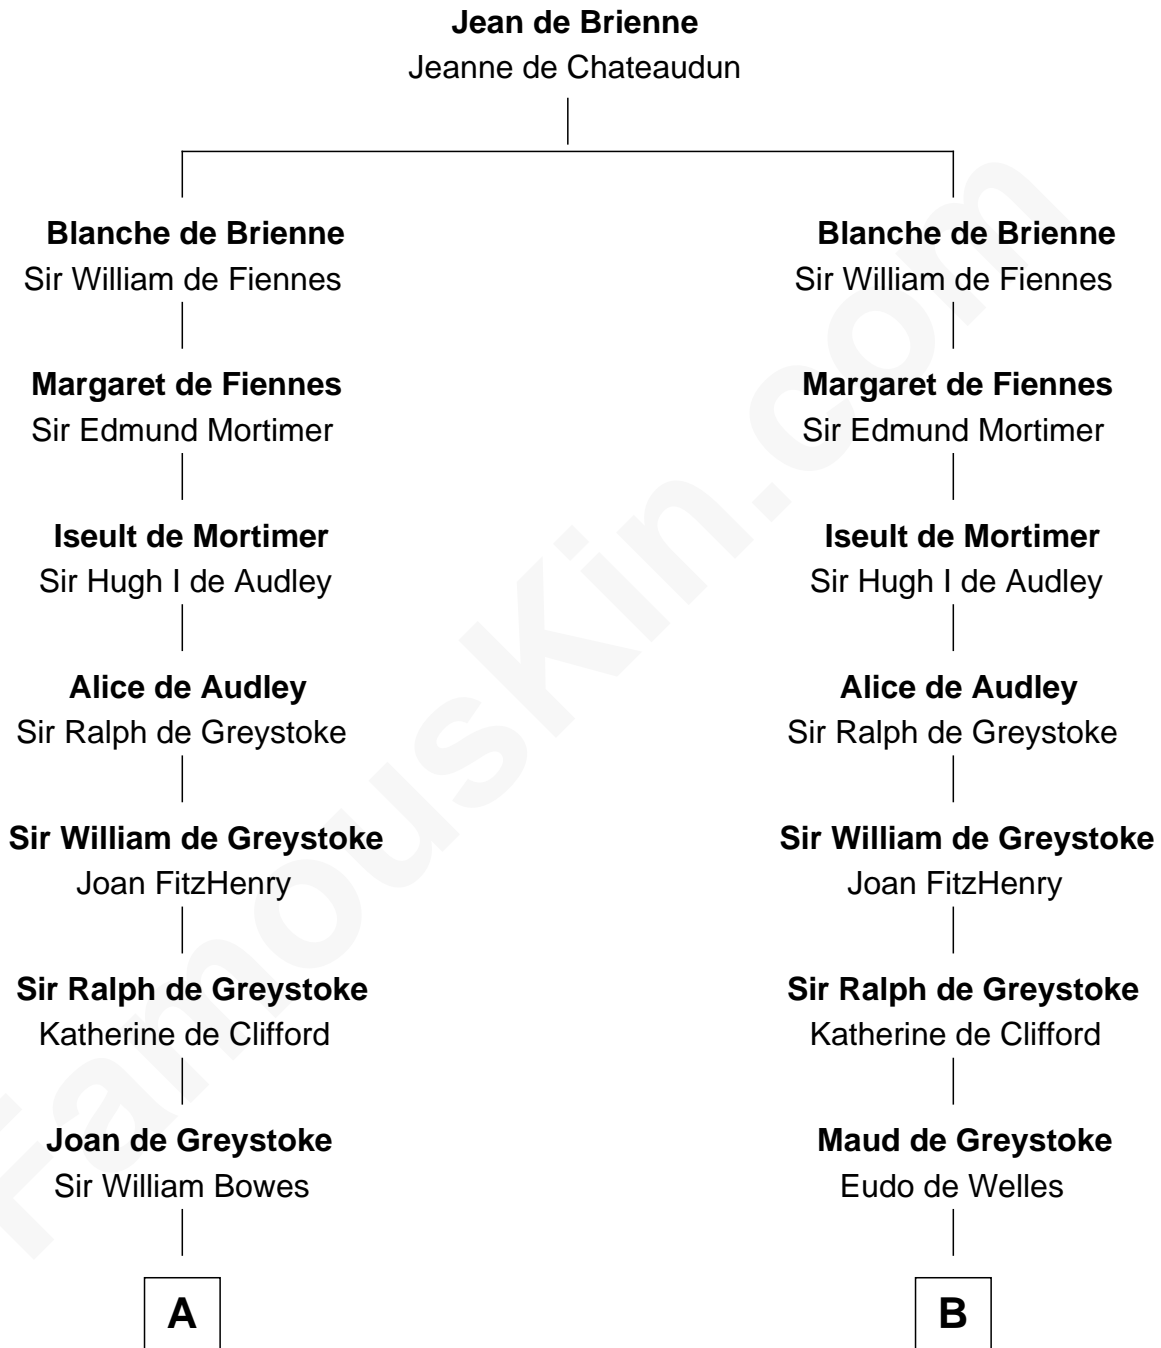 Jean de Brienne
Jeanne de Chateaudun
Blanche de Brienne
Sir William de Fiennes
Blanche de Brienne
Sir William de Fiennes
Margaret de Fiennes
Sir Edmund Mortimer
Margaret de Fiennes
Sir Edmund Mortimer
Iseult de Mortimer
Sir Hugh I de Audley
Iseult de Mortimer
Sir Hugh I de Audley
Alice de Audley
Sir Ralph de Greystoke
Alice de Audley
Sir Ralph de Greystoke
Sir William de Greystoke
Joan FitzHenry
Sir William de Greystoke
Joan FitzHenry
Sir Ralph de Greystoke
Katherine de Clifford
Sir Ralph de Greystoke
Katherine de Clifford
Joan de Greystoke
Sir William Bowes
Maud de Greystoke
Eudo de Welles
A
B
FamousKin.com